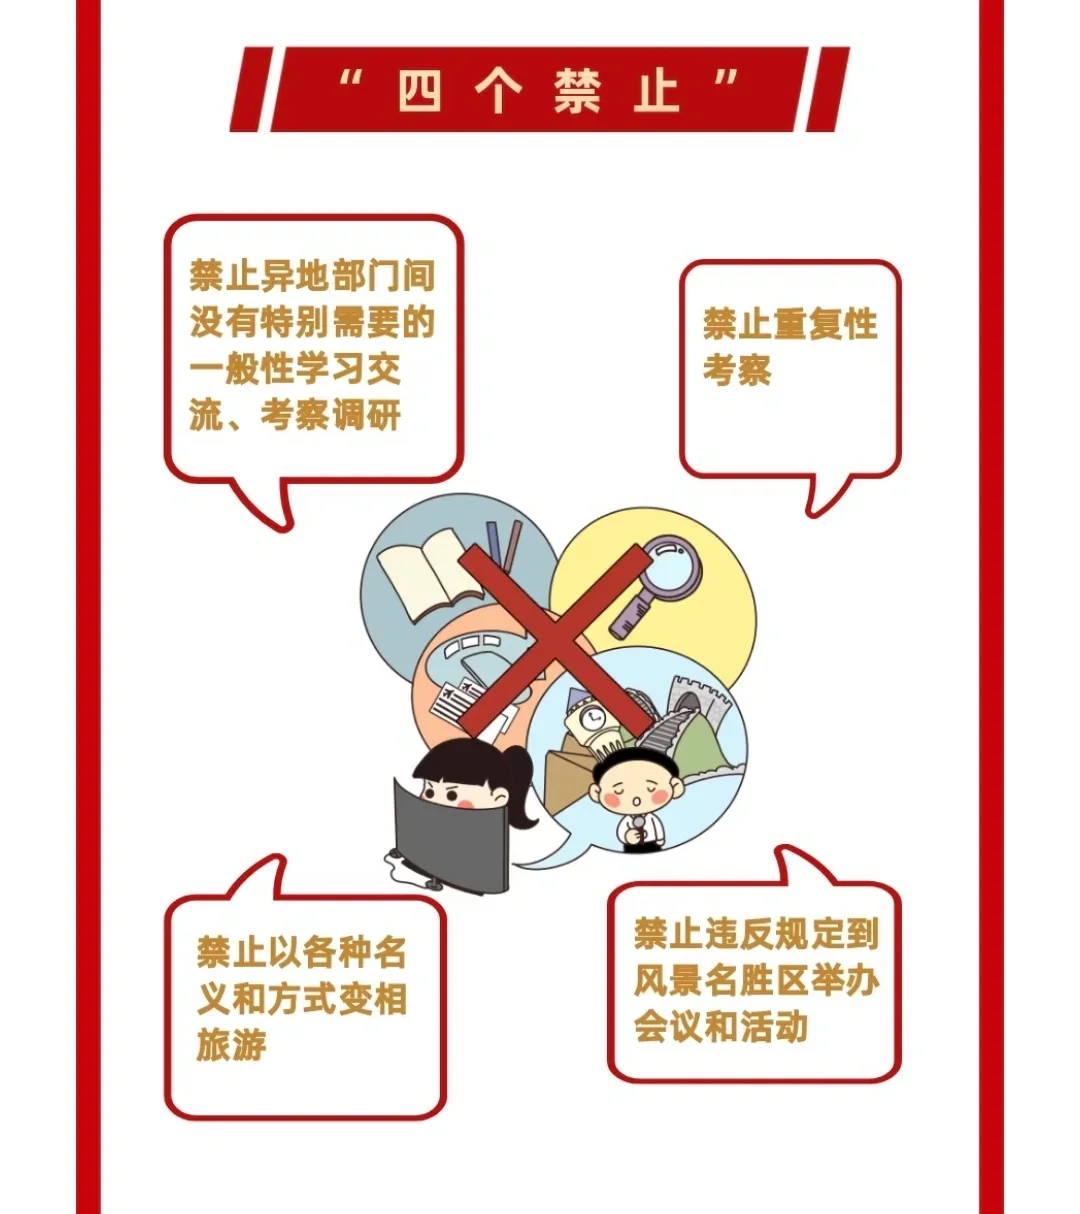 “四个禁止”
禁止异地部门间
没有特别需要的
一般性学习交
流、考察调研
禁止重复性
考察
禁止以各种名
义和方式变相
旅游
禁止违反规定到
风景名胜区举办
会议和活动